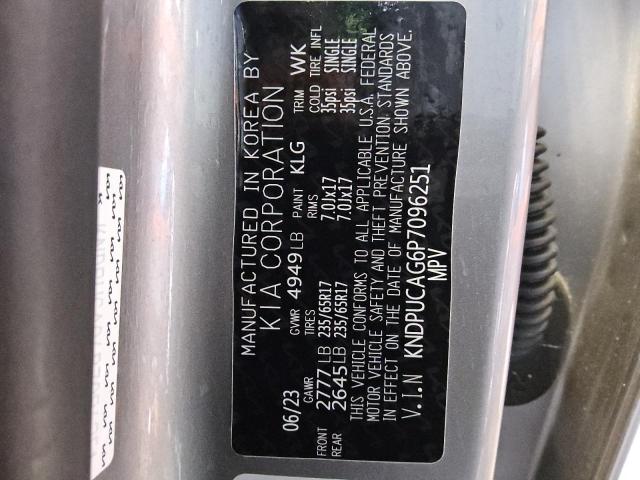 MANUFACTURED IN KOREA BY
KIA CORPORATION
06/23 GVWR 4949LB PAINT KLG TRIM WK
GAWR TIRES RIMS COLD TIRE INFL
FRONT 2777LB 235/65R17 7.0Jx17 35psi SINGLE
REAR 2645LB 235/65R17 7.0Jx17 35psi SINGLE
THIS VEHICLE CONFORMS TO ALL APPLICABLE U.S.A. FEDERAL
MOTOR VEHICLE SAFETY AND THEFT PREVENTION STANDARDS
IN EFFECT ON THE DATE OF MANUFACTURE SHOWN ABOVE.
V.I.N KNDPUCAG6P7096251
MPV